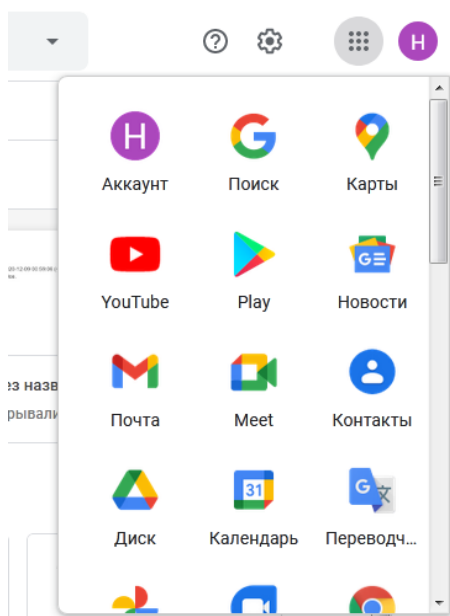 H
H
Аккаунт Поиск Карты
YouTube Play Новости
31
Почта Meet Контакты
Диск Календарь Переводч...
ез назв
рывали